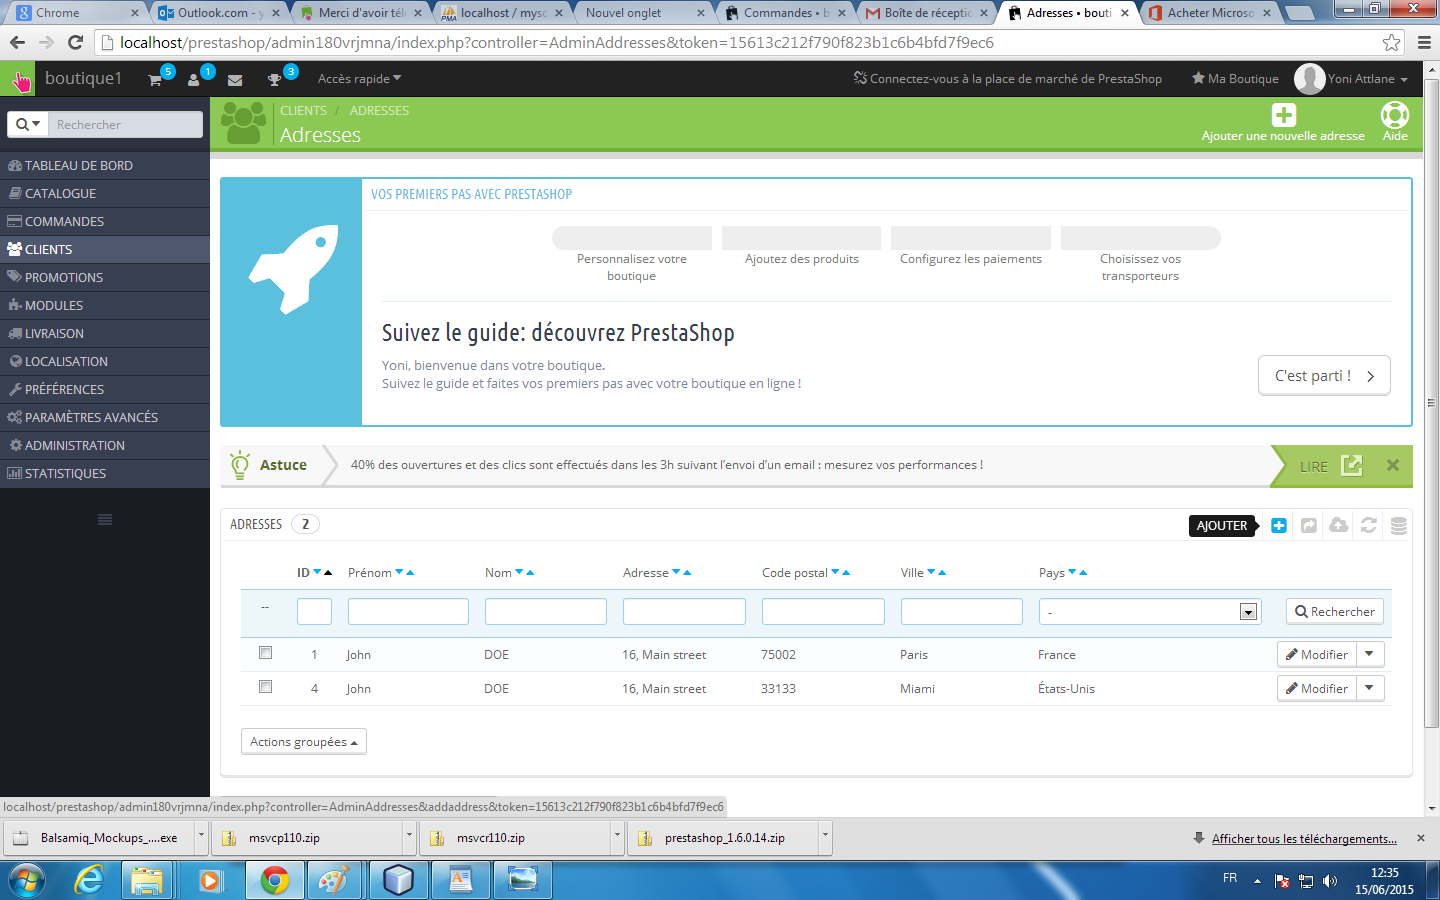 Chrome
Outlook.com - y
Merci d'avoir télé
localhost / mysq
Nouvel onglet
Commandes • b
Boîte de réceptio
Adresses • bouti
Acheter Microso
localhost/prestashop/admin180vrjmna/index.php?controller=AdminAddresses&token=15613c212f790f823b1c6b4bfd7f9ec6
boutique1
5
1
3
Accès rapide
Connectez-vous à la place de marché de PrestaShop
Ma Boutique
Yoni Attlane
Rechercher
CLIENTS / ADRESSES
Adresses
Ajouter une nouvelle adresse
Aide
TABLEAU DE BORD
CATALOGUE
COMMANDES
CLIENTS
PROMOTIONS
MODULES
LIVRAISON
LOCALISATION
PRÉFÉRENCES
PARAMÈTRES AVANCÉS
ADMINISTRATION
STATISTIQUES
VOS PREMIERS PAS AVEC PRESTASHOP
Personnalisez votre
boutique
Ajoutez des produits
Configurez les paiements
Choisissez vos
transporteurs
Suivez le guide: découvrez PrestaShop
Yoni, bienvenue dans votre boutique.
Suivez le guide et faites vos premiers pas avec votre boutique en ligne !
C'est parti !
Astuce
40% des ouvertures et des clics sont effectués dans les 3h suivant l'envoi d'un email : mesurez vos performances !
LIRE
ADRESSES 2
AJOUTER
ID Prénom Nom Adresse Code postal Ville Pays
-- - Rechercher
1 John DOE 16, Main street 75002 Paris France Modifier
4 John DOE 16, Main street 33133 Miami États-Unis Modifier
Actions groupées
localhost/prestashop/admin180vrjmna/index.php?controller=AdminAddresses&addaddress&token=15613c212f790f823b1c6b4bfd7f9ec6
Balsamiq_Mockups_....exe
msvcp110.zip
msvcr110.zip
prestashop_1.6.0.14.zip
Afficher tous les téléchargements...
FR
12:35
15/06/2015